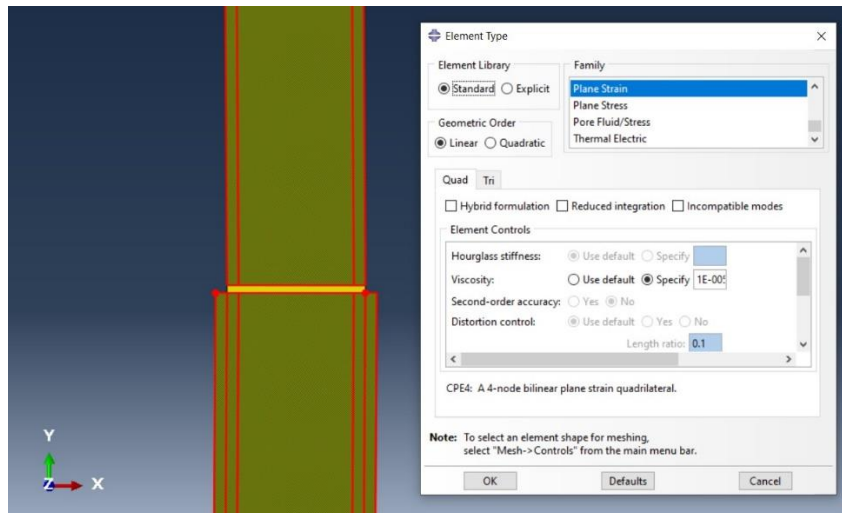 Element Type
Element Library
Standard Explicit
Family
Plane Strain
Plane Stress
Pore Fluid/Stress
Thermal Electric
Geometric Order
Linear Quadratic
Quad Tri
Hybrid formulation Reduced integration Incompatible modes
Element Controls
Hourglass stiffness: Use default Specify
Viscosity: Use default Specify 1E-005
Second-order accuracy: Yes No
Distortion control: Use default Yes No
Length ratio: 0.1
CPE4: A 4-node bilinear plane strain quadrilateral.
Note: To select an element shape for meshing,
select "Mesh->Controls" from the main menu bar.
OK Defaults Cancel
Y
Z X